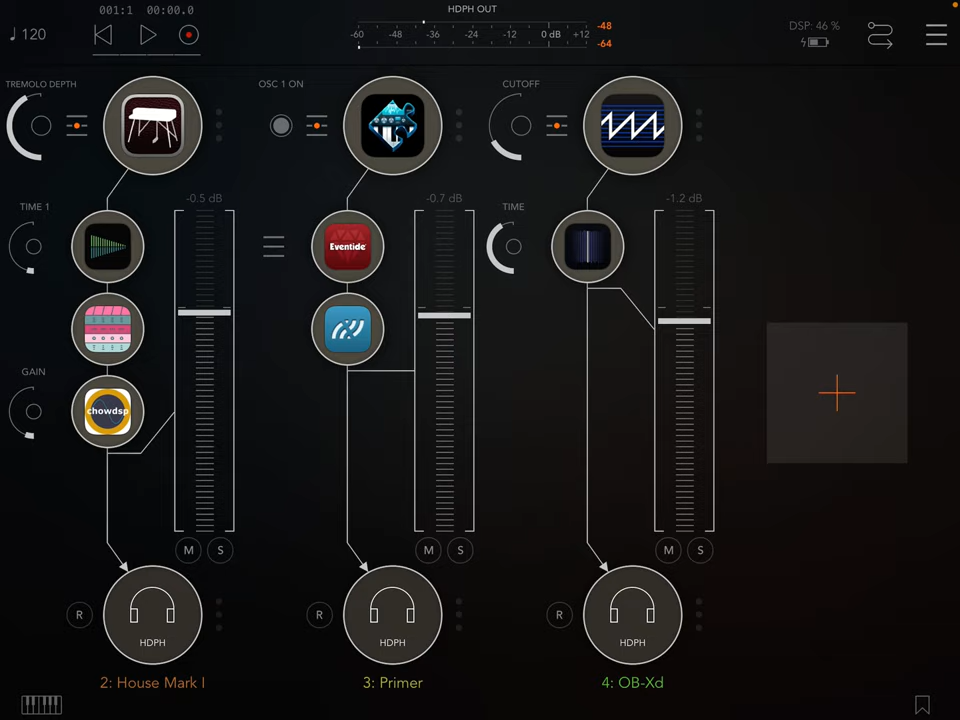 001:1 00:00.0
HDPH OUT
♩120
-60 -48 -36 -24 -12 0 dB +12
-48
-64
DSP: 46 %
TREMOLO DEPTH
OSC 1 ON
CUTOFF
TIME 1
-0.5 dB
-0.7 dB
TIME
-1.2 dB
Eventide
GAIN
chowdsp
M S
M S
M S
R
HDPH
R
HDPH
R
HDPH
2: House Mark I
3: Primer
4: OB-Xd